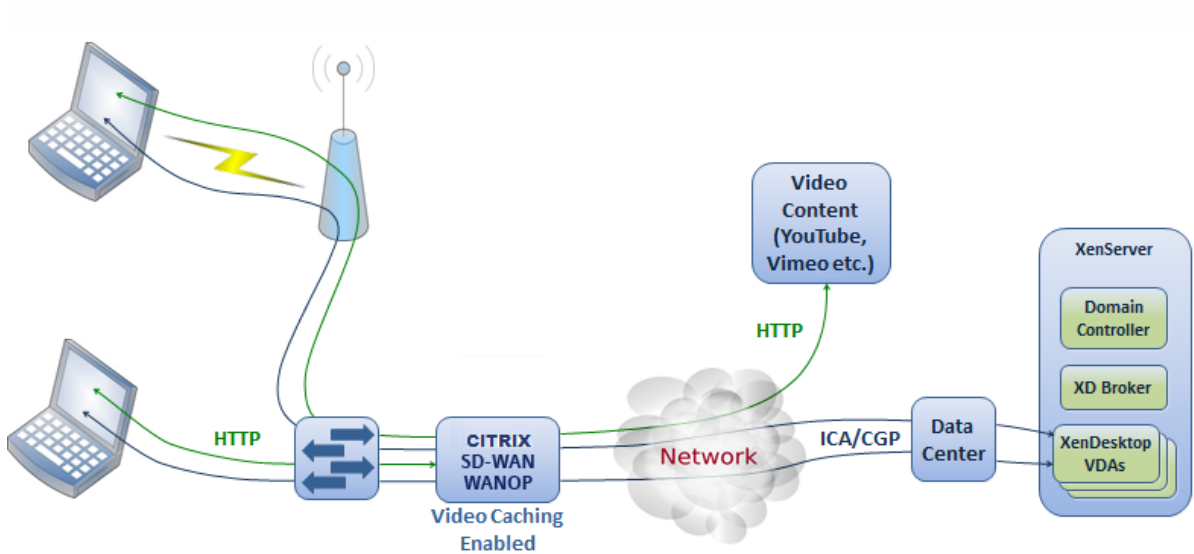 Video
Content
(YouTube,
Vimeo etc.)
XenServer
Domain
Controller
HTTP
XD Broker
HTTP
CITRIX
SD-WAN
WANOP
Network
ICA/CGP
Data
Center
XenDesktop
VDAs
Video Caching
Enabled